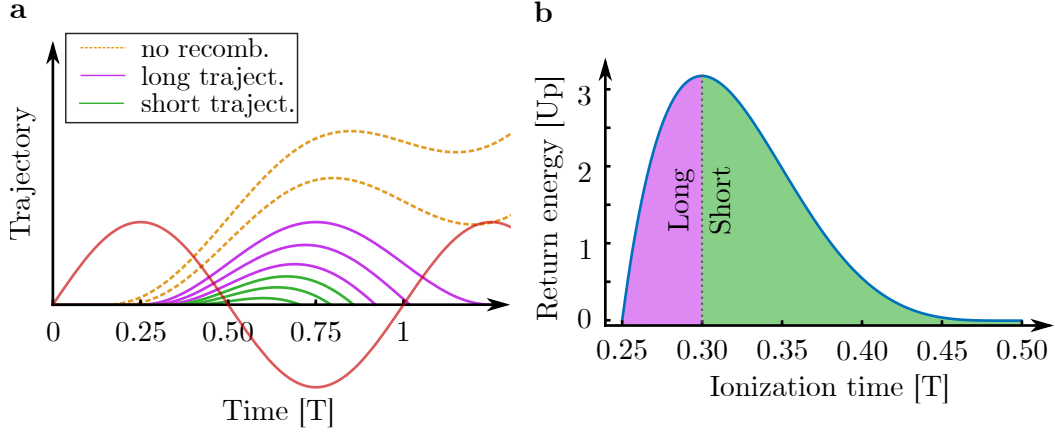 a
no recomb.
long traject.
short traject.
Trajectory
0
0.25
0.50
0.75
1
Time [T]
b
Return energy [Up]
3
2
1
0
Long
Short
0.25
0.30
0.35
0.40
0.45
0.50
Ionization time [T]